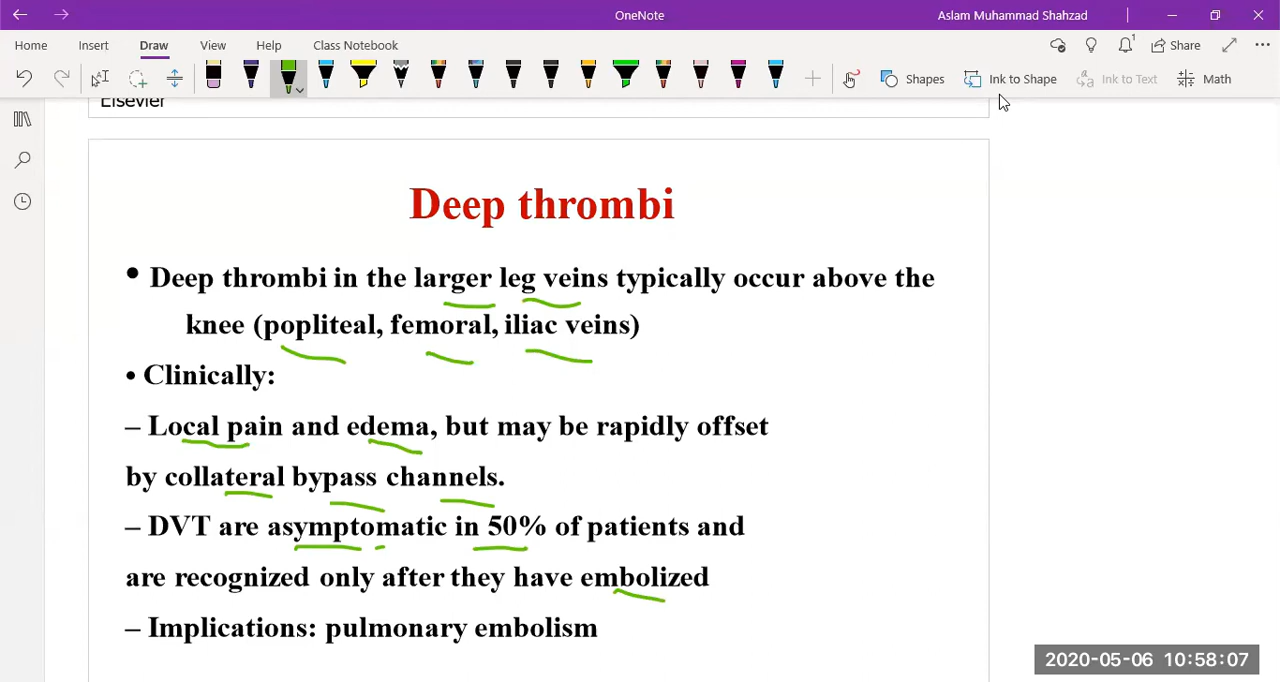 OneNote
Aslam Muhammad Shahzad
Home Insert Draw View Help Class Notebook
Share
Shapes Ink to Shape Ink to Text Math
Elsevier
Deep thrombi
• Deep thrombi in the larger leg veins typically occur above the
knee (popliteal, femoral, iliac veins)
• Clinically:
– Local pain and edema, but may be rapidly offset
by collateral bypass channels.
– DVT are asymptomatic in 50% of patients and
are recognized only after they have embolized
– Implications: pulmonary embolism
2020-05-06 10:58:07